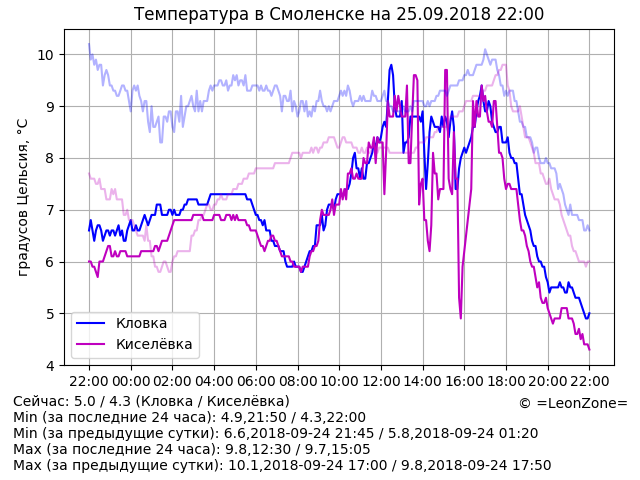 Температура в Смоленске на 25.09.2018 22:00
градусов Цельсия, °C
10
9
8
7
6
5
4
Кловка
Киселёвка
22:00 00:00 02:00 04:00 06:00 08:00 10:00 12:00 14:00 16:00 18:00 20:00 22:00
Сейчас: 5.0 / 4.3 (Кловка / Киселёвка)
© =LeonZone=
Min (за последние 24 часа): 4.9,21:50 / 4.3,22:00
Min (за предыдущие сутки): 6.6,2018-09-24 21:45 / 5.8,2018-09-24 01:20
Max (за последние 24 часа): 9.8,12:30 / 9.7,15:05
Max (за предыдущие сутки): 10.1,2018-09-24 17:00 / 9.8,2018-09-24 17:50